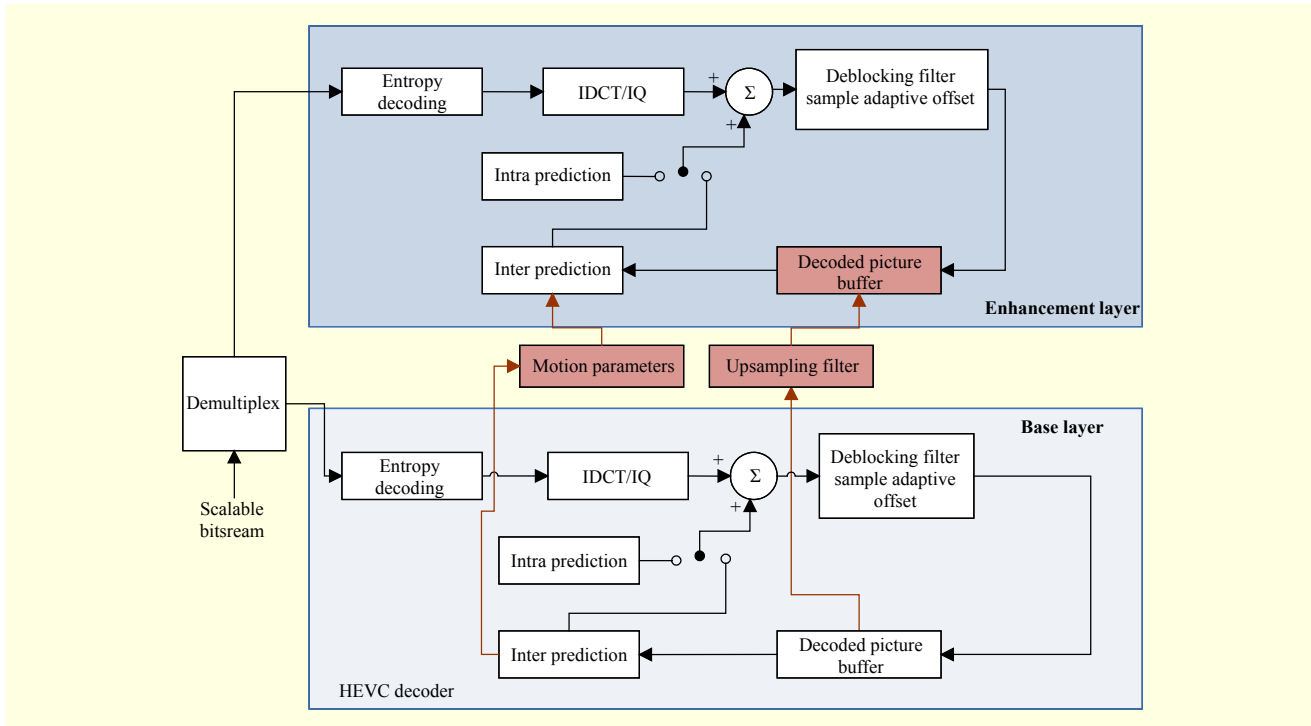 Entropy
decoding
IDCT/IQ
+
Σ
+
Deblocking filter
sample adaptive offset
Intra prediction
Inter prediction
Decoded picture
buffer
Enhancement layer
Motion parameters
Upsampling filter
Demultiplex
Scalable
bitsream
Base layer
Entropy
decoding
IDCT/IQ
+
Σ
+
Deblocking filter
sample adaptive
offset
Intra prediction
Inter prediction
Decoded picture
buffer
HEVC decoder